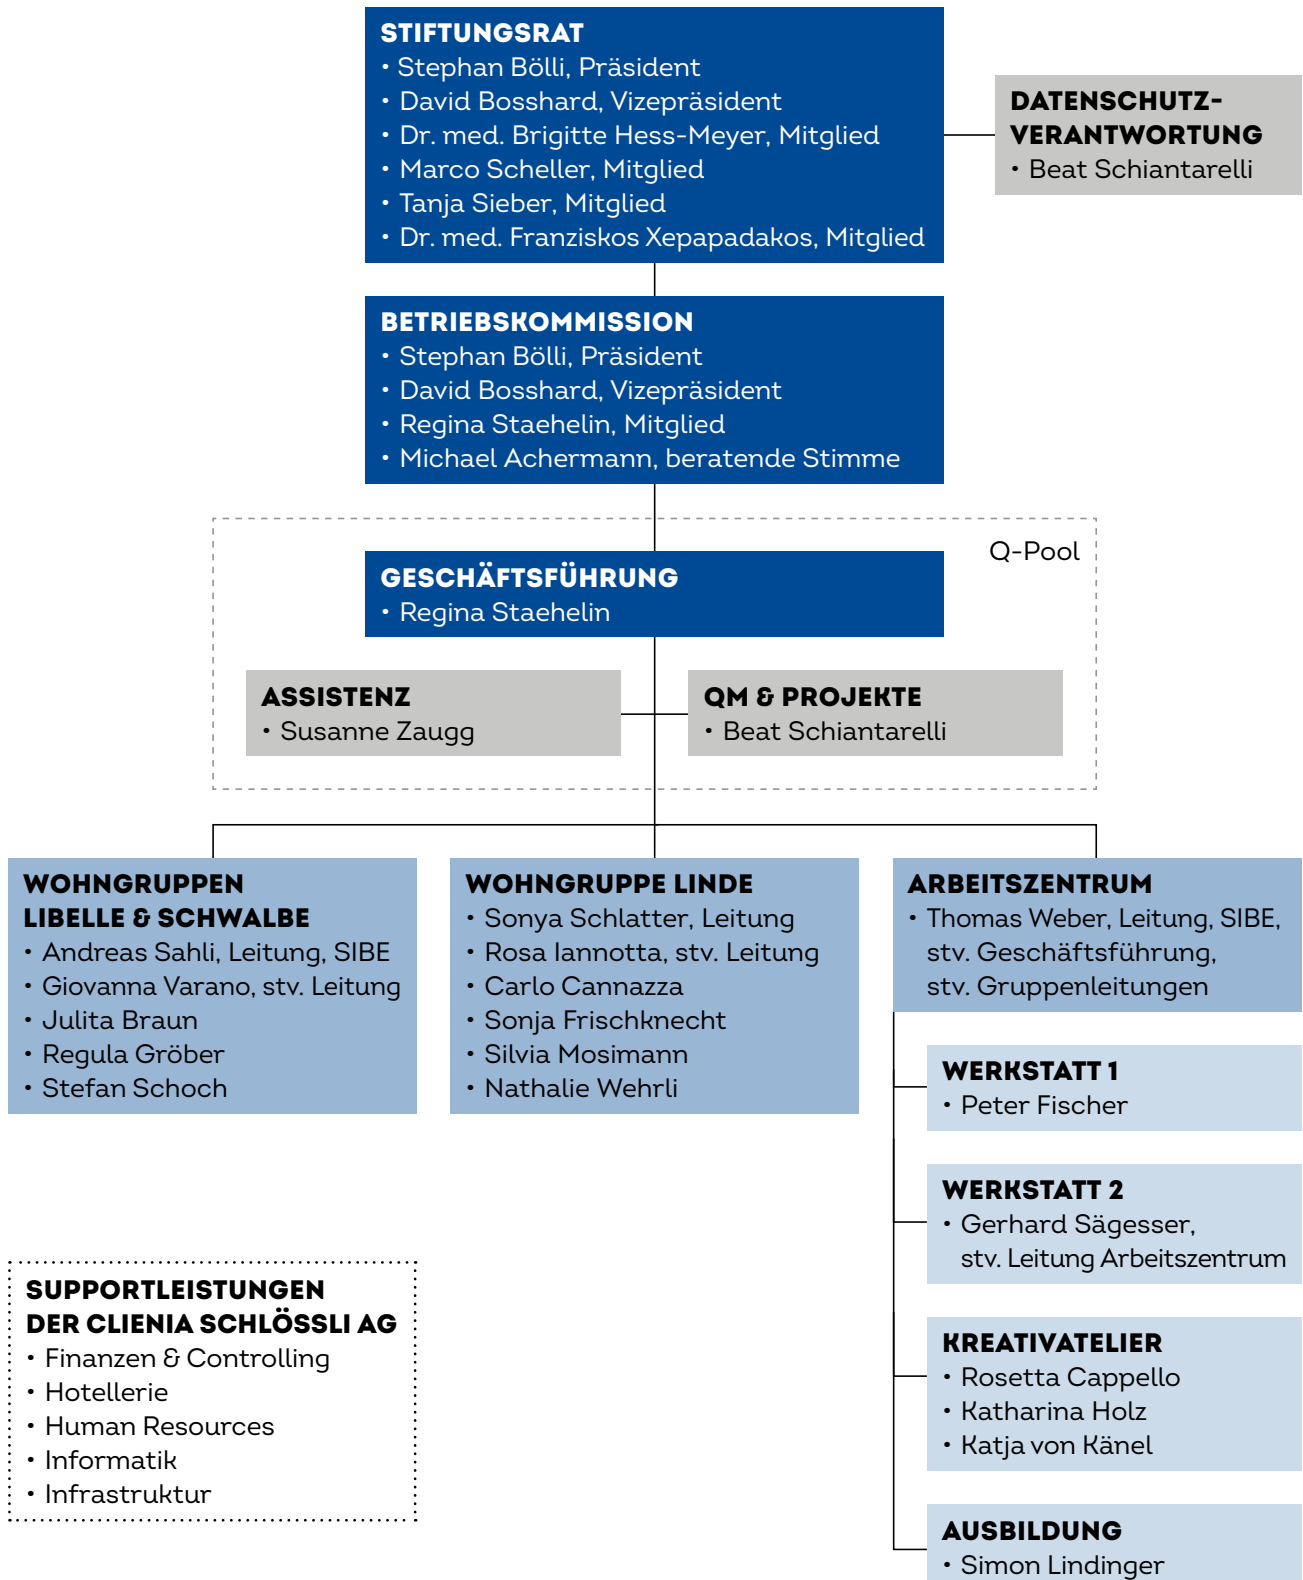 STIFTUNGSRAT
• Stephan Bölli, Präsident
• David Bosshard, Vizepräsident
• Dr. med. Brigitte Hess-Meyer, Mitglied
• Marco Scheller, Mitglied
• Tanja Sieber, Mitglied
• Dr. med. Franziskos Xepapadakos, Mitglied
DATENSCHUTZ-
VERANTWORTUNG
• Beat Schiantarelli
BETRIEBSKOMMISSION
• Stephan Bölli, Präsident
• David Bosshard, Vizepräsident
• Regina Staehelin, Mitglied
• Michael Achermann, beratende Stimme
Q-Pool
GESCHÄFTSFÜHRUNG
• Regina Staehelin
ASSISTENZ
• Susanne Zaugg
QM & PROJEKTE
• Beat Schiantarelli
WOHNGRUPPEN
LIBELLE & SCHWALBE
• Andreas Sahli, Leitung, SIBE
• Giovanna Varano, stv. Leitung
• Julita Braun
• Regula Gröber
• Stefan Schoch
WOHNGRUPPE LINDE
• Sonya Schlatter, Leitung
• Rosa Iannotta, stv. Leitung
• Carlo Cannazza
• Sonja Frischknecht
• Silvia Mosimann
• Nathalie Wehrli
ARBEITSZENTRUM
• Thomas Weber, Leitung, SIBE,
stv. Geschäftsführung,
stv. Gruppenleitungen
WERKSTATT 1
• Peter Fischer
WERKSTATT 2
• Gerhard Sägesser,
stv. Leitung Arbeitszentrum
KREATIVATELIER
• Rosetta Cappello
• Katharina Holz
• Katja von Känel
AUSBILDUNG
• Simon Lindinger
SUPPORTLEISTUNGEN
DER CLIENIA SCHLÖSSLI AG
• Finanzen & Controlling
• Hotellerie
• Human Resources
• Informatik
• Infrastruktur